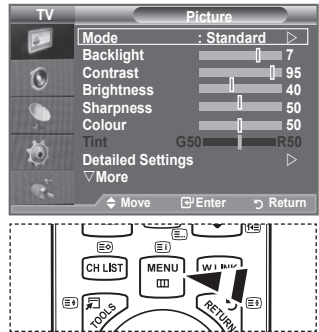 TV Picture
Mode : Standard
Backlight 7
Contrast 95
Brightness 40
Sharpness 50
Colour 50
Tint G50 R50
Detailed Settings
▽More
Move Enter Return
CH LIST MENU W.LINK
TOOLS RETURN